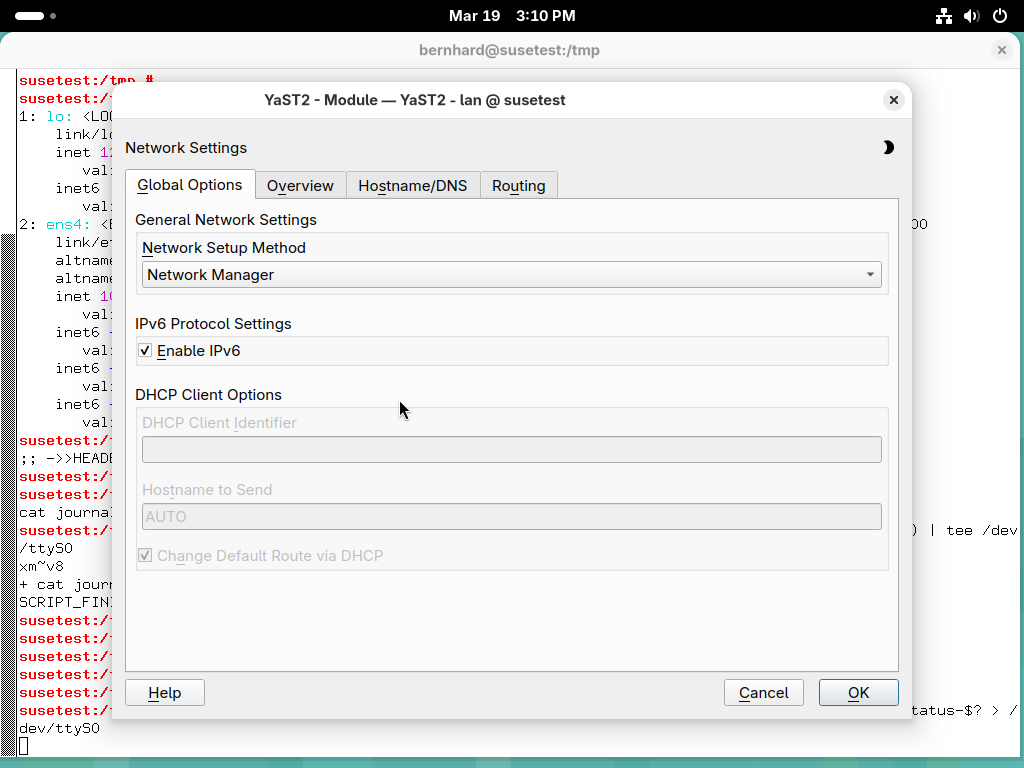 Mar 19 3:10 PM
bernhard@susetest:/tmp
susetest:/tmp #
susetest:/
1: lo: <LOO
link/lo
inet 12
val:
inet6
val:
2: ens4: <
link/et
altname
altname
inet 10
val:
inet6
val:
inet6
val:
inet6
val:
susetest:/
;; ->>HEADE
susetest:/
susetest:/
cat journa
susetest:/ ) | tee /dev
/ttyS0
xm~v8
+ cat jour
SCRIPT_FIN
susetest:/
susetest:/
susetest:/
susetest:/
susetest:/
susetest:/ tatus-$? > /
dev/ttyS0
YaST2 - Module — YaST2 - lan @ susetest
Network Settings
Global Options Overview Hostname/DNS Routing
General Network Settings
Network Setup Method
Network Manager
IPv6 Protocol Settings
Enable IPv6
DHCP Client Options
DHCP Client Identifier
Hostname to Send
AUTO
Change Default Route via DHCP
Help Cancel OK